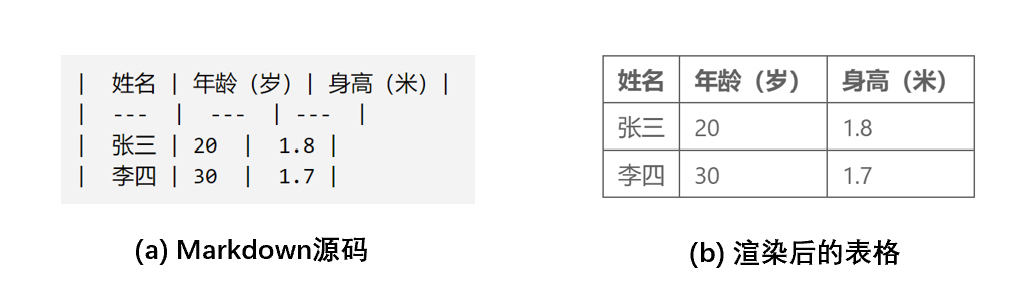 |  姓名 | 年龄（岁）| 身高（米）|
|  ---  |  ---  | ---  |
|  张三 | 20  |  1.8 |
|  李四 | 30  |  1.7 |
(a) Markdown源码
姓名 年龄（岁） 身高（米）
张三 20 1.8
李四 30 1.7
(b) 渲染后的表格